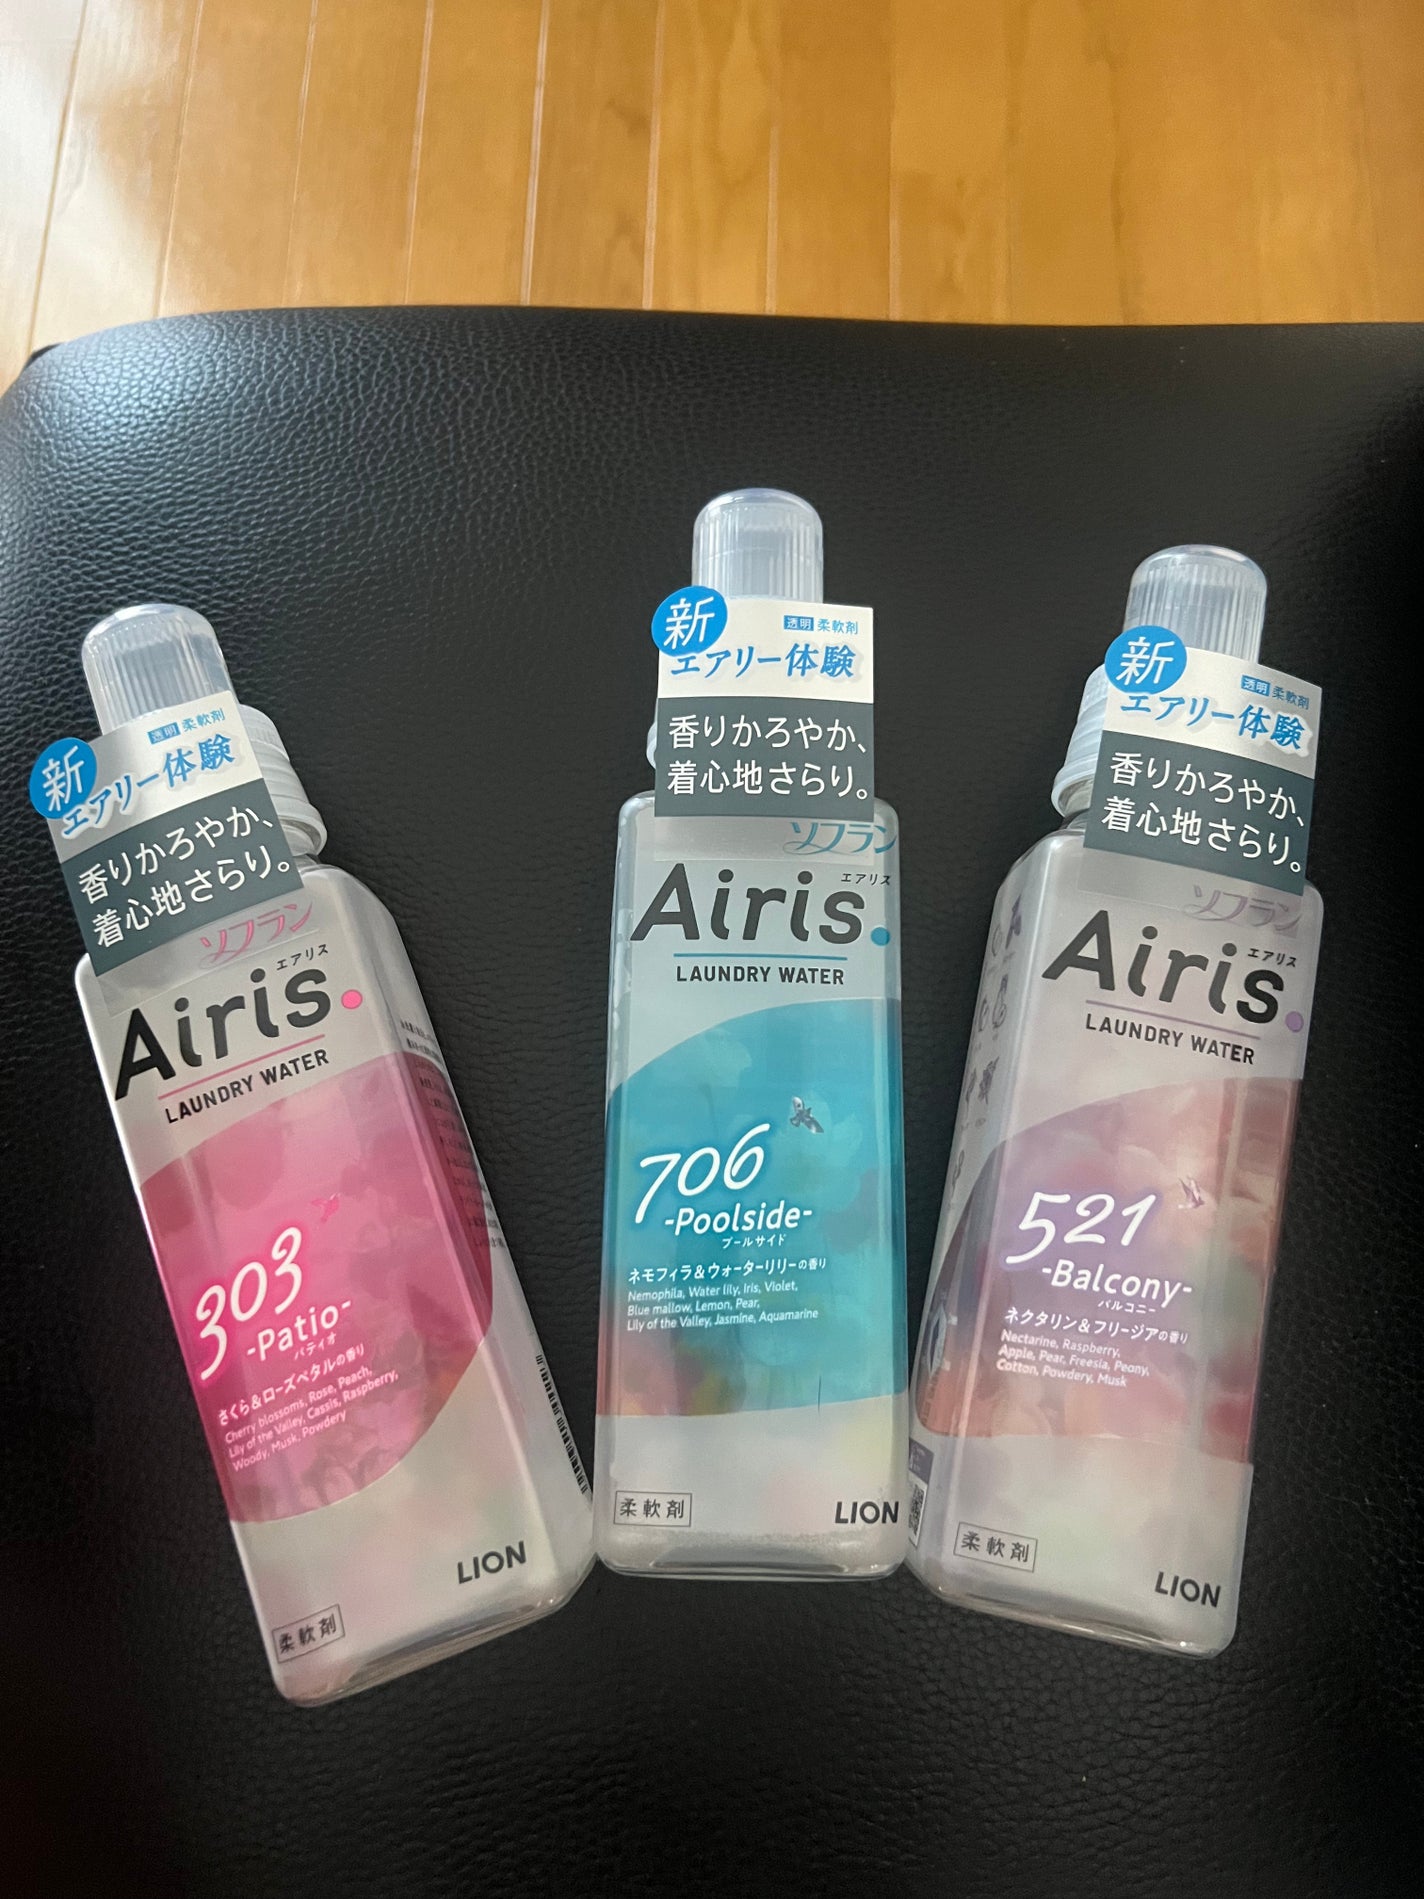 新
透明 柔軟剤
エアリー体験
香りかろやか、
着心地さらり。
ソフラン
エアリス
Airis.
LAUNDRY WATER
303
-Patio-
パティオ
さくら&ローズペタルの香り
Cherry blossoms, Rose, Peach,
Lily of the Valley, Cassis, Raspberry,
Woody, Musk, Powdery
柔軟剤
LION
新
透明 柔軟剤
エアリー体験
香りかろやか、
着心地さらり。
ソフラン
エアリス
Airis.
LAUNDRY WATER
706
-Poolside-
プールサイド
ネモフィラ&ウォーターリリーの香り
Nemophila, Water lily, Iris, Violet,
Blue mallow, Lemon, Pear,
Lily of the Valley, Jasmine, Aquamarine
柔軟剤
LION
新
透明 柔軟剤
エアリー体験
香りかろやか、
着心地さらり。
ソフラン
エアリス
Airis.
LAUNDRY WATER
521
-Balcony-
バルコニー
ネクタリン&フリージアの香り
Nectarine, Raspberry,
Apple, Pear, Freesia, Peony,
Cotton, Powdery, Musk
柔軟剤
LION